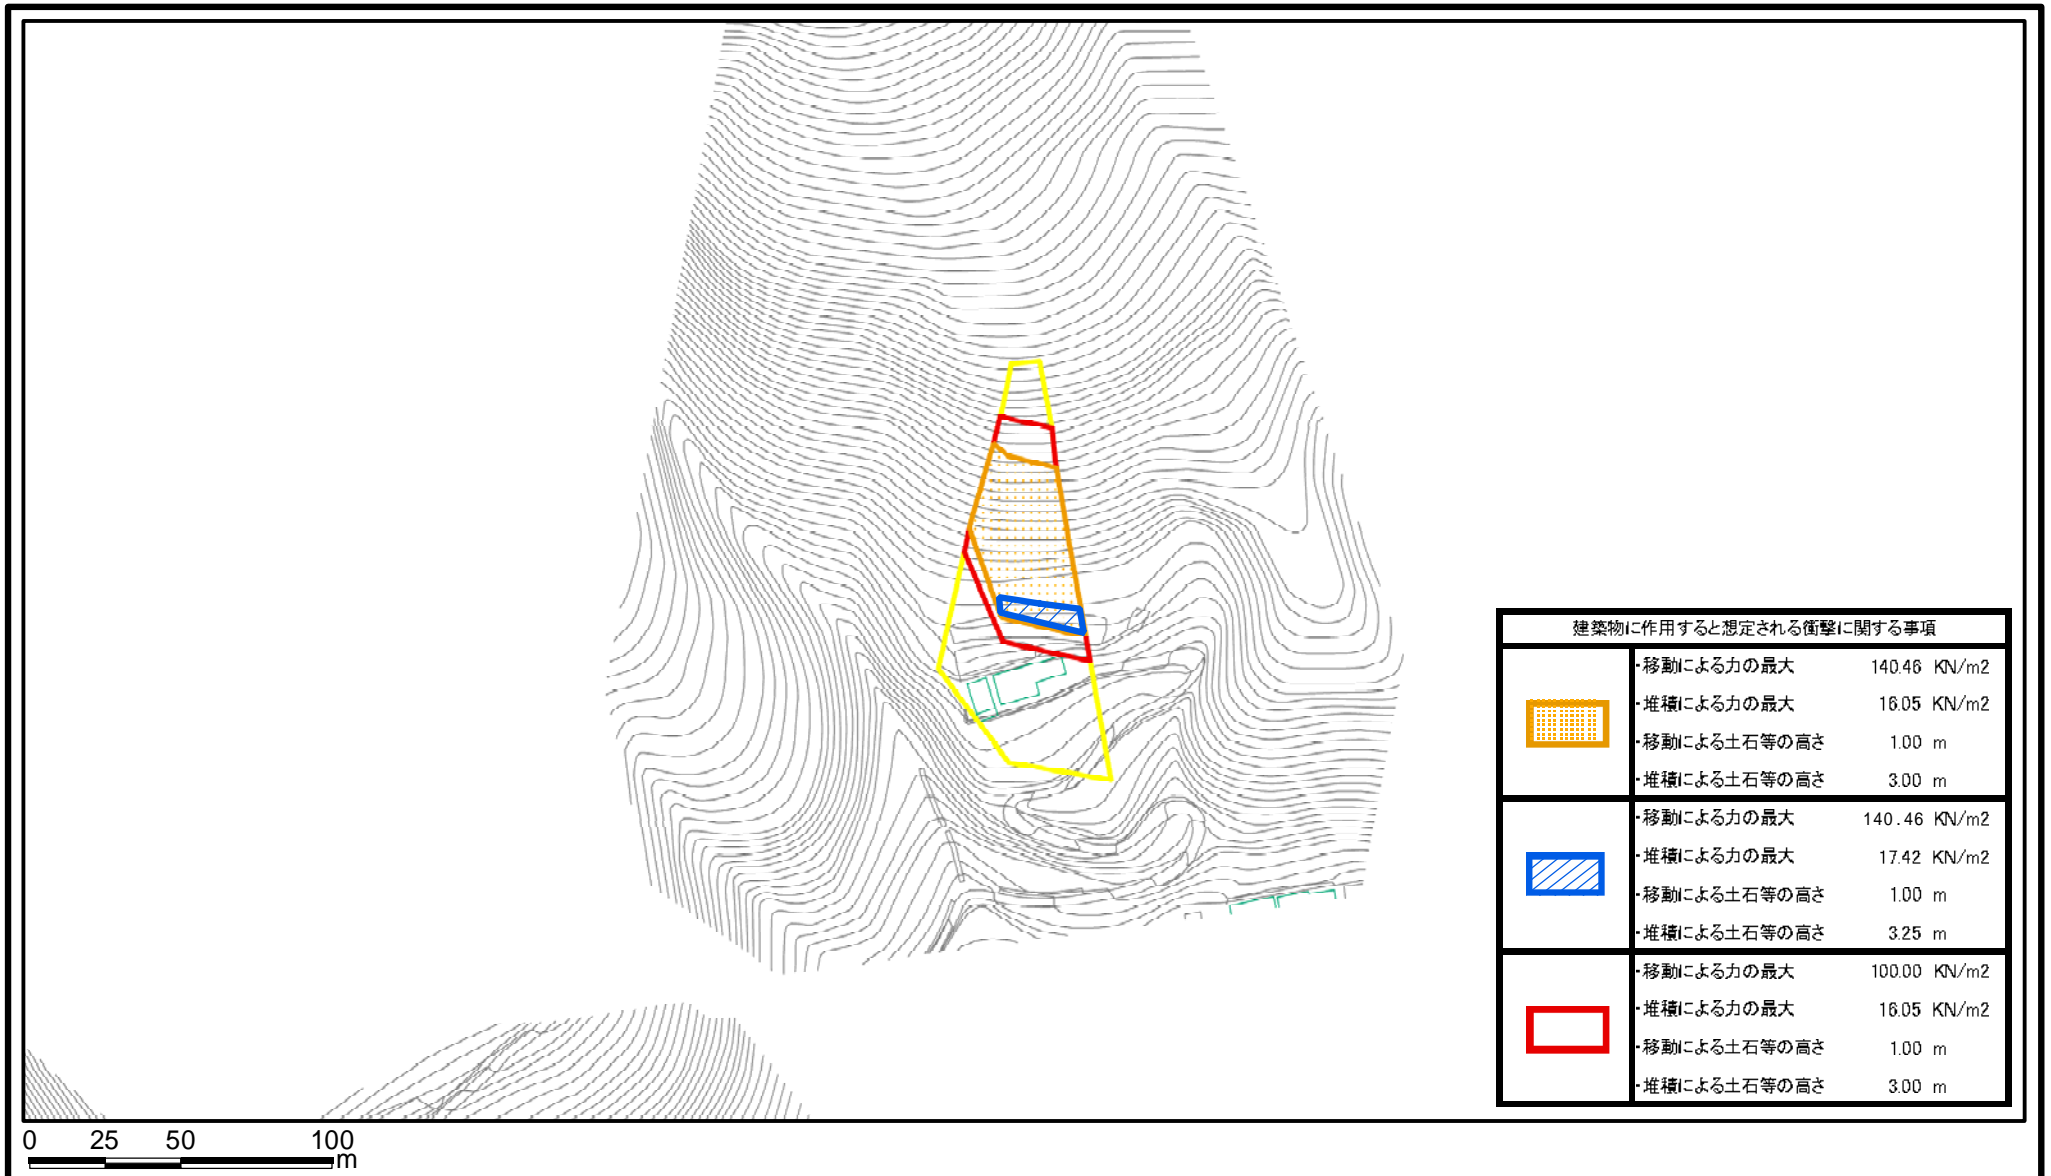 建築物に作用すると想定される衝撃に関する事項
・移動による力の最大 140.46 KN/m2
・堆積による力の最大 16.05 KN/m2
・移動による土石等の高さ 1.00 m
・堆積による土石等の高さ 3.00 m
・移動による力の最大 140.46 KN/m2
・堆積による力の最大 17.42 KN/m2
・移動による土石等の高さ 1.00 m
・堆積による土石等の高さ 3.25 m
・移動による力の最大 100.00 KN/m2
・堆積による力の最大 16.05 KN/m2
・移動による土石等の高さ 1.00 m
・堆積による土石等の高さ 3.00 m
0 25 50 100
m